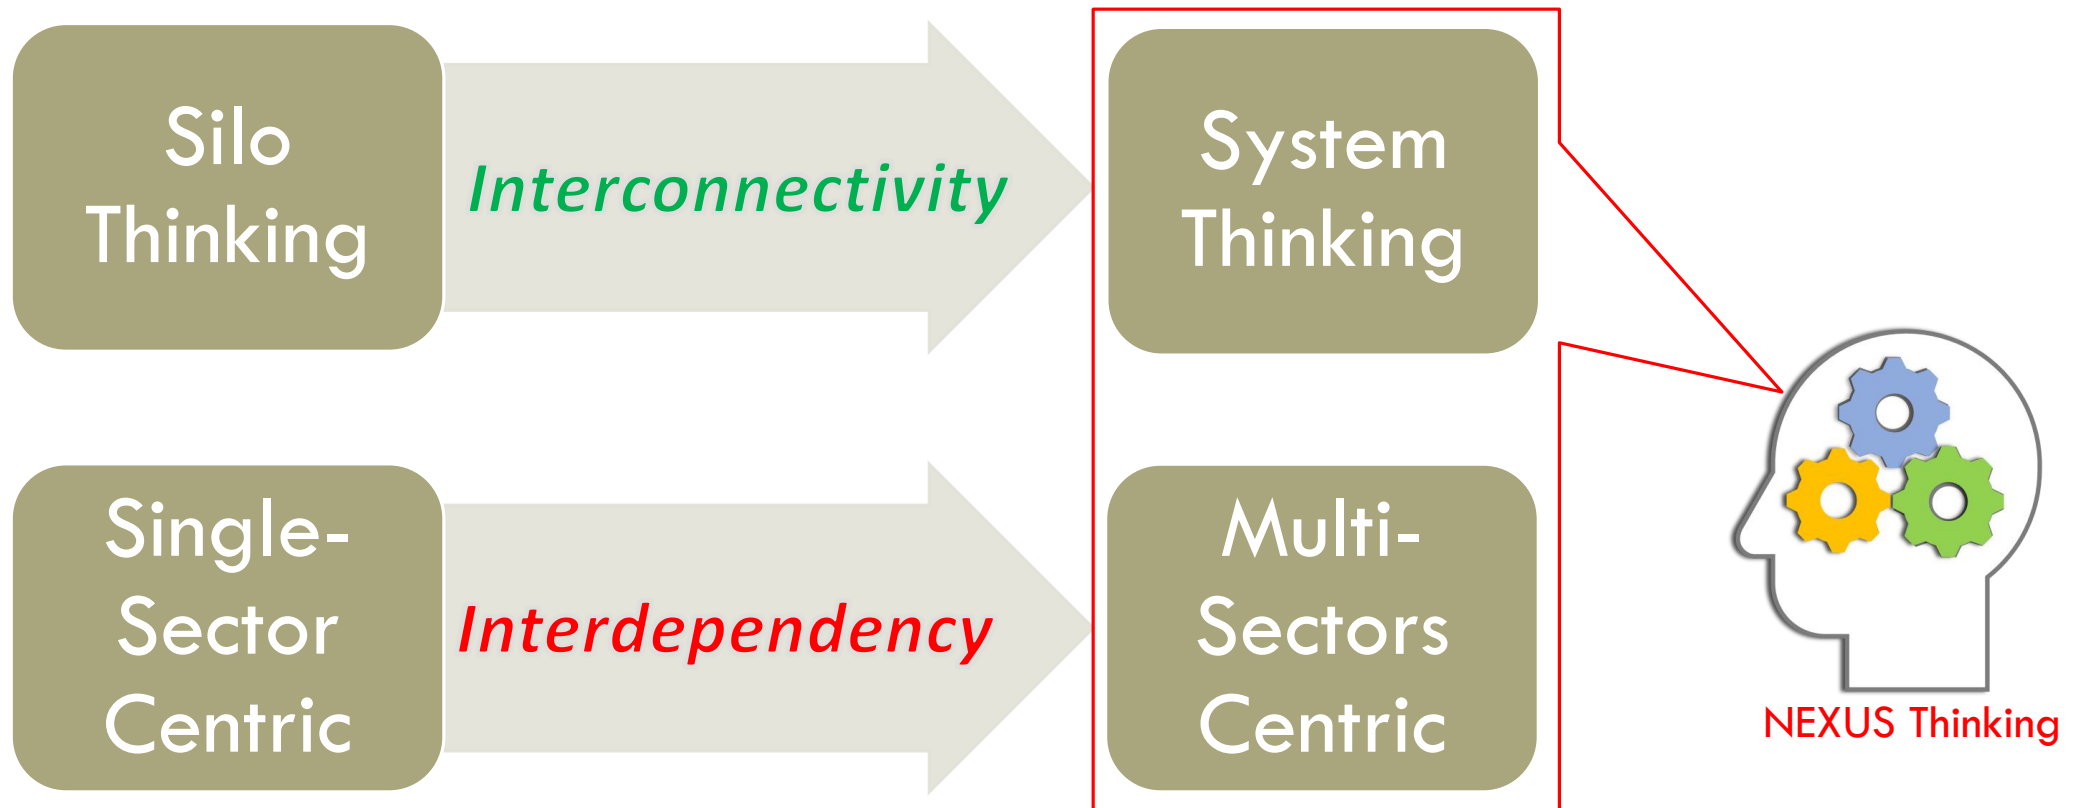 Silo
Thinking
Interconnectivity
System
Thinking
Single-
Sector
Centric
Interdependency
Multi-
Sectors
Centric
NEXUS Thinking